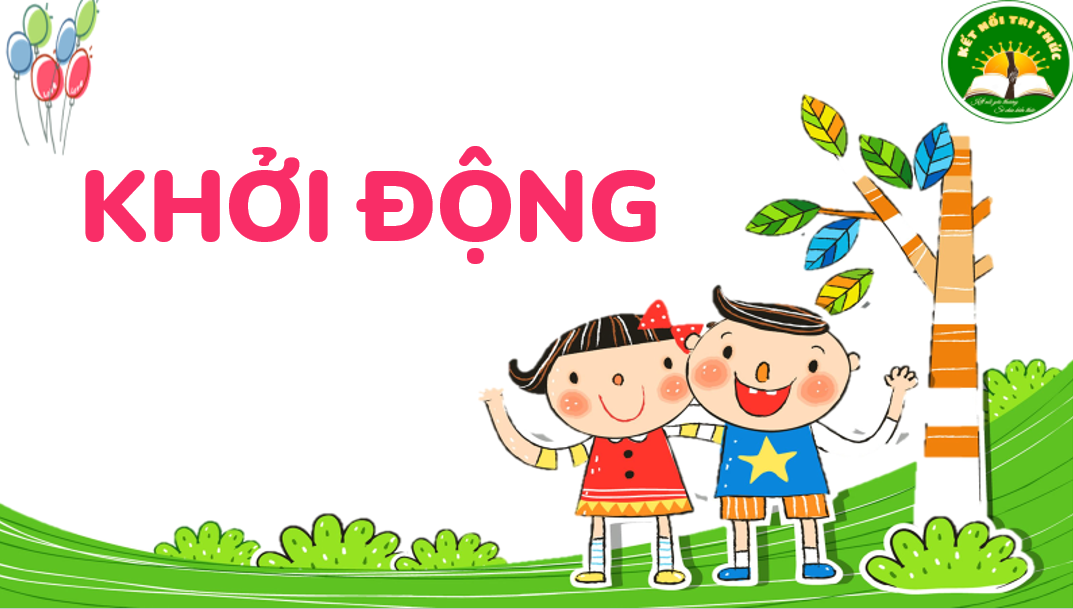 KẾT NỐI TRI THỨC
KHỞI ĐỘNG